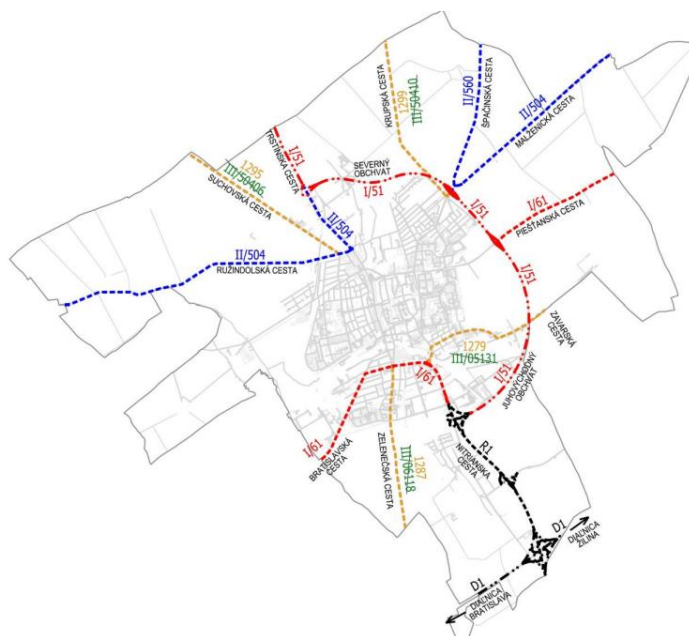 KRUPSKÁ CESTA
1299
III/50410
II/560
ŠPAČINSKÁ CESTA
II/504
MALŽENICKÁ CESTA
I/51
TRSTÍNSKA CESTA
SEVERNÝ
OBCHVAT
I/51
1295
III/50406
SUCHOVSKÁ CESTA
I/51
I/61
PIEŠŤANSKÁ CESTA
II/504
II/504
RUŽINDOLSKÁ CESTA
I/51
ZAVARSKÁ
CESTA
1279
III/05131
I/61
I/51
JUHOVÝCHODNÝ
OBCHVAT
I/61
BRATISLAVSKÁ
CESTA
ZELENEČSKÁ CESTA
III/06118
1287
R1
NITRIANSKA
CESTA
D1
DIAĽNICA
ŽILINA
D1
DIAĽNICA
BRATISLAVA